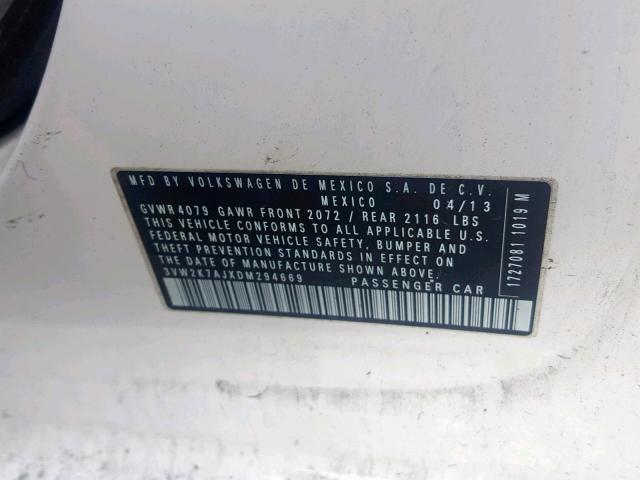 MFD BY VOLKSWAGEN DE MEXICO S.A. DE C.V.
MEXICO 04/13
GVWR 4079 GAWR FRONT 2072 / REAR 2116 LBS
THIS VEHICLE CONFORMS TO ALL APPLICABLE U.S.
FEDERAL MOTOR VEHICLE SAFETY, BUMPER AND
THEFT PREVENTION STANDARDS IN EFFECT ON
THE DATE OF MANUFACTURE SHOWN ABOVE.
3VW2K7AJXDM294669 PASSENGER CAR
1727081 1019 M